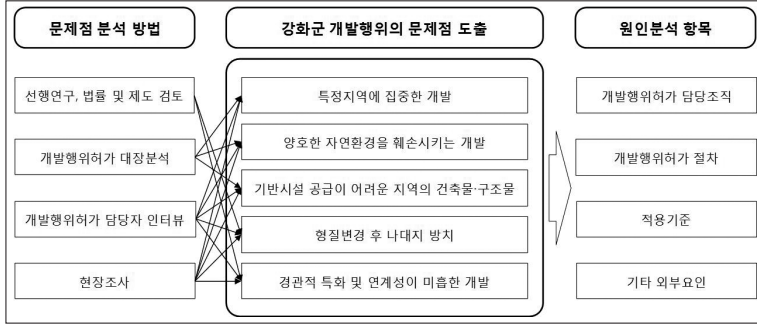 문제점 분석 방법
선행연구, 법률 및 제도 검토
개발행위허가 대장분석
개발행위허가 담당자 인터뷰
현장조사
강화군 개발행위의 문제점 도출
특정지역에 집중한 개발
양호한 자연환경을 훼손시키는 개발
기반시설 공급이 어려운 지역의 건축물·구조물
형질변경 후 나대지 방치
경관적 특화 및 연계성이 미흡한 개발
원인분석 항목
개발행위허가 담당조직
개발행위허가 절차
적용기준
기타 외부요인